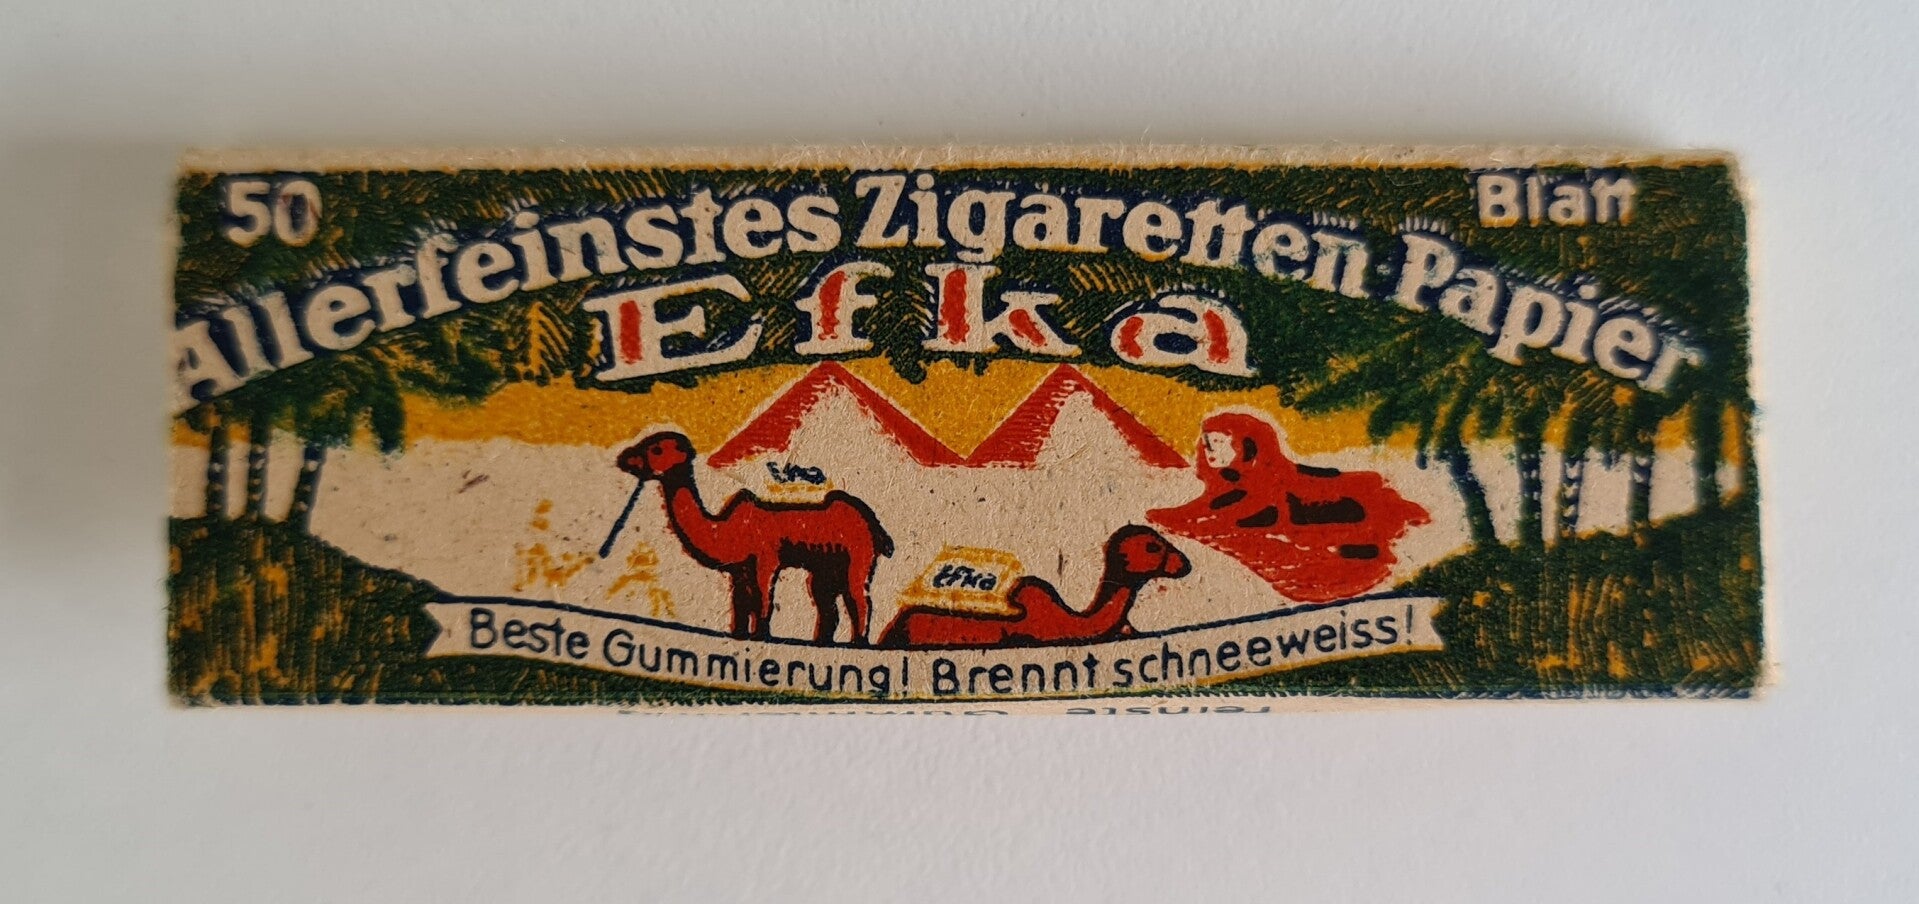 50
Blatt
Allerfeinstes Zigaretten-Papier
Efka
Efka
Efka
Beste Gummierung! Brennt schneeweiss!